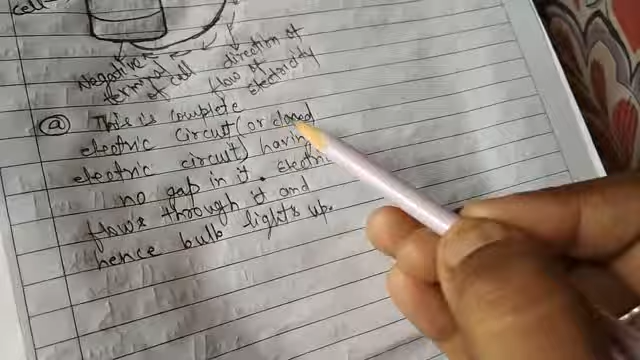 cell
Negative
terminal
of cell
direction of
flow of
electricity
(a) This is complete
electric circuit (or closed
electric circuit) having
no gap in it. electric
flows through it and
hence bulb lights up.